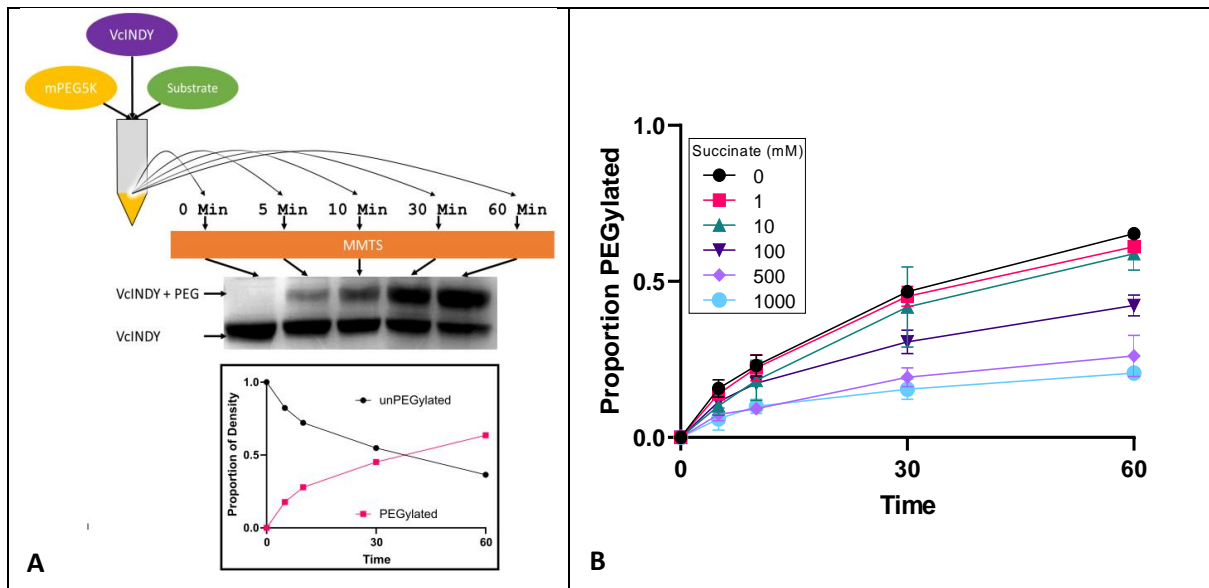 VcINDY
mPEG5K
Substrate
0 Min 5 Min 10 Min 30 Min 60 Min
MMTS
VcINDY + PEG
VcINDY
Proportion of Density
1.0
0.5
0.0
unPEGylated
PEGylated
0 30 60
Time
A
Proportion PEGylated
1.0
0.5
0.0
Succinate (mM)
0
1
10
100
500
1000
0 30 60
Time
B